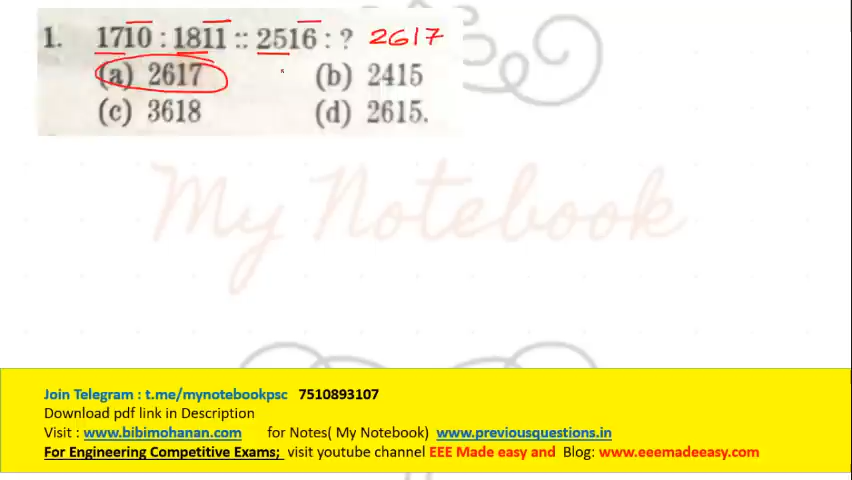 1. 1710 : 1811 :: 2516 : ? 2617
(a) 2617 (b) 2415
(c) 3618 (d) 2615.
My Notebook
Join Telegram : t.me/mynotebookpsc 7510893107
Download pdf link in Description
Visit : www.bibimohanan.com for Notes( My Notebook) www.previousquestions.in
For Engineering Competitive Exams; visit youtube channel EEE Made easy and Blog: www.eeemadeeasy.com